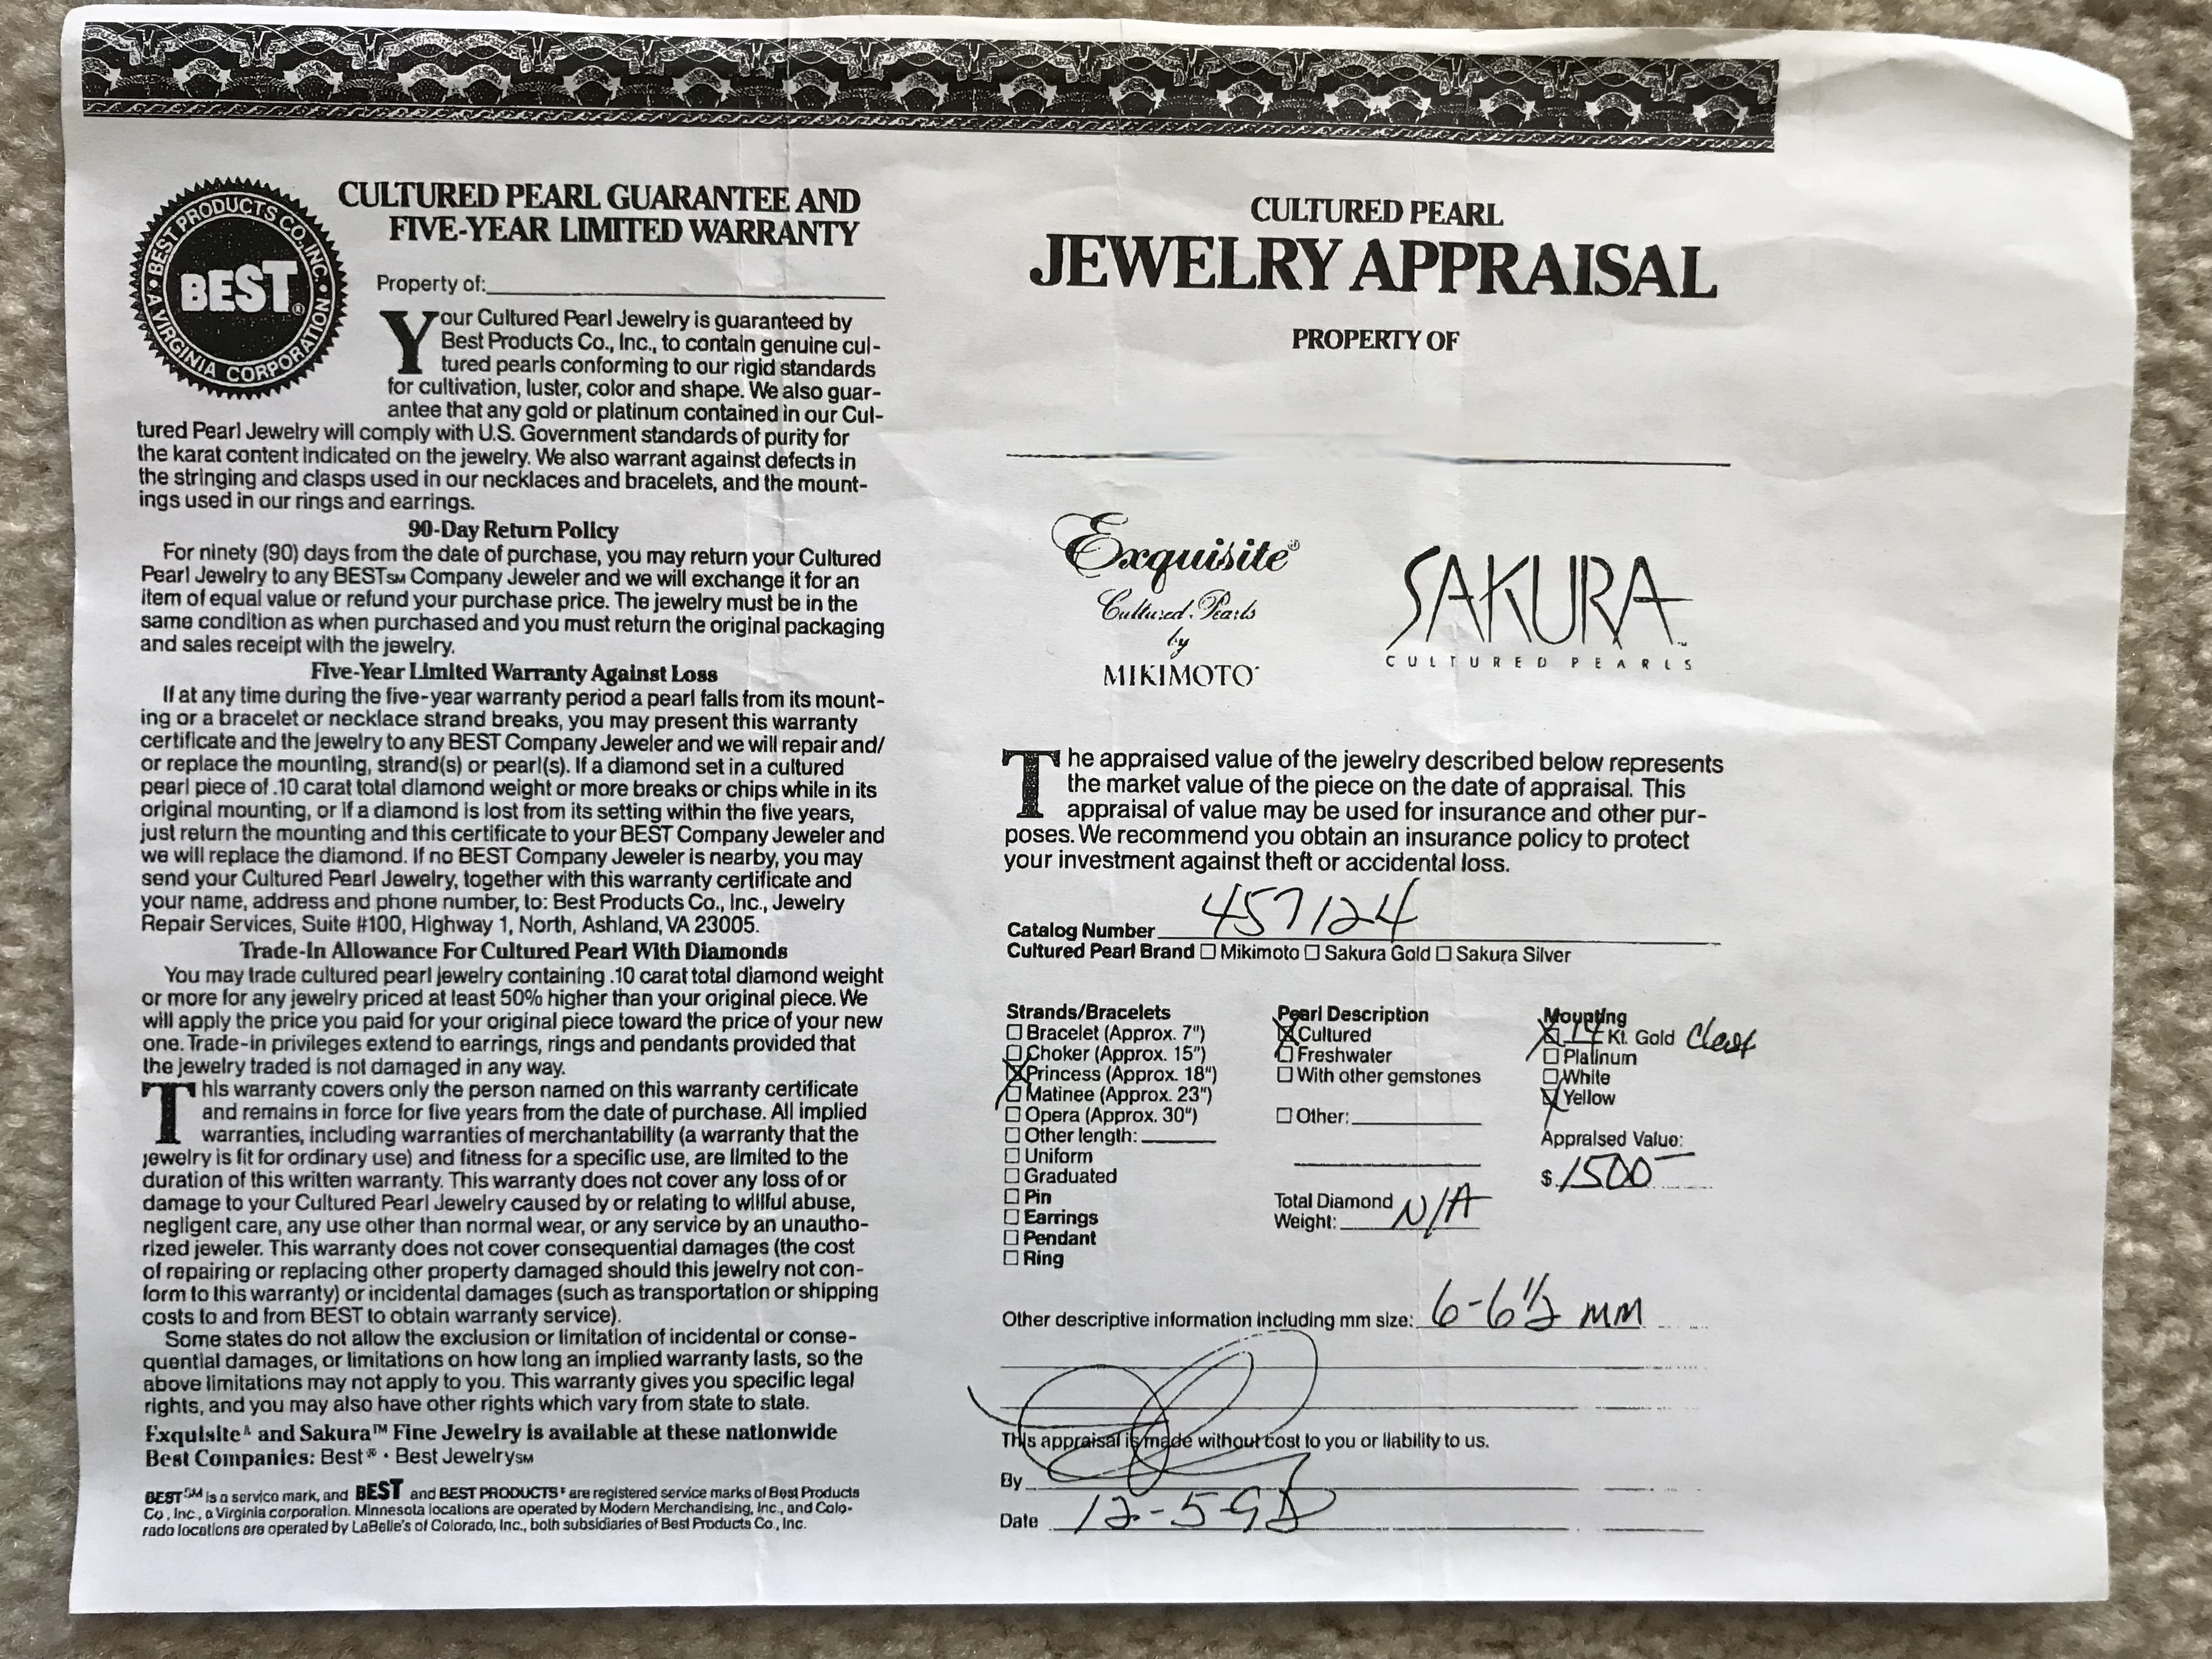 BEST PRODUCTS CO., INC.
• A VIRGINIA CORPORATION •
BEST®
CULTURED PEARL GUARANTEE AND
FIVE-YEAR LIMITED WARRANTY
Property of:
Your Cultured Pearl Jewelry is guaranteed by
Best Products Co., Inc., to contain genuine cul-
tured pearls conforming to our rigid standards
for cultivation, luster, color and shape. We also guar-
antee that any gold or platinum contained in our Cul-
tured Pearl Jewelry will comply with U.S. Government standards of purity for
the karat content indicated on the jewelry. We also warrant against defects in
the stringing and clasps used in our necklaces and bracelets, and the mount-
ings used in our rings and earrings.
90-Day Return Policy
For ninety (90) days from the date of purchase, you may return your Cultured
Pearl Jewelry to any BEST℠ Company Jeweler and we will exchange it for an
item of equal value or refund your purchase price. The jewelry must be in the
same condition as when purchased and you must return the original packaging
and sales receipt with the jewelry.
Five-Year Limited Warranty Against Loss
If at any time during the five-year warranty period a pearl falls from its mount-
ing or a bracelet or necklace strand breaks, you may present this warranty
certificate and the jewelry to any BEST Company Jeweler and we will repair and/
or replace the mounting, strand(s) or pearl(s). If a diamond set in a cultured
pearl piece of .10 carat total diamond weight or more breaks or chips while in its
original mounting, or if a diamond is lost from its setting within the five years,
just return the mounting and this certificate to your BEST Company Jeweler and
we will replace the diamond. If no BEST Company Jeweler is nearby, you may
send your Cultured Pearl Jewelry, together with this warranty certificate and
your name, address and phone number, to: Best Products Co., Inc., Jewelry
Repair Services, Suite #100, Highway 1, North, Ashland, VA 23005.
Trade-In Allowance For Cultured Pearl With Diamonds
You may trade cultured pearl jewelry containing .10 carat total diamond weight
or more for any jewelry priced at least 50% higher than your original piece. We
will apply the price you paid for your original piece toward the price of your new
one. Trade-in privileges extend to earrings, rings and pendants provided that
the jewelry traded is not damaged in any way.
This warranty covers only the person named on this warranty certificate
and remains in force for five years from the date of purchase. All implied
warranties, including warranties of merchantability (a warranty that the
jewelry is fit for ordinary use) and fitness for a specific use, are limited to the
duration of this written warranty. This warranty does not cover any loss of or
damage to your Cultured Pearl Jewelry caused by or relating to willful abuse,
negligent care, any use other than normal wear, or any service by an unautho-
rized jeweler. This warranty does not cover consequential damages (the cost
of repairing or replacing other property damaged should this jewelry not con-
form to this warranty) or incidental damages (such as transportation or shipping
costs to and from BEST to obtain warranty service).
Some states do not allow the exclusion or limitation of incidental or conse-
quential damages, or limitations on how long an implied warranty lasts, so the
above limitations may not apply to you. This warranty gives you specific legal
rights, and you may also have other rights which vary from state to state.
Exquisite® and Sakura™ Fine Jewelry is available at these nationwide
Best Companies: Best® • Best Jewelry℠
BEST℠ is a service mark, and BEST and BEST PRODUCTS® are registered service marks of Best Products
Co., Inc., a Virginia corporation. Minnesota locations are operated by Modern Merchandising, Inc., and Colo-
rado locations are operated by LaBelle's of Colorado, Inc., both subsidiaries of Best Products Co., Inc.
CULTURED PEARL
JEWELRY APPRAISAL
PROPERTY OF
Exquisite®
Cultured Pearls
by
MIKIMOTO
SAKURA™
CULTURED PEARLS
The appraised value of the jewelry described below represents
the market value of the piece on the date of appraisal. This
appraisal of value may be used for insurance and other pur-
poses. We recommend you obtain an insurance policy to protect
your investment against theft or accidental loss.
Catalog Number 457124
Cultured Pearl Brand ☐ Mikimoto ☐ Sakura Gold ☐ Sakura Silver
Strands/Bracelets
☐ Bracelet (Approx. 7")
☐ Choker (Approx. 15")
☒ Princess (Approx. 18")
☐ Matinee (Approx. 23")
☐ Opera (Approx. 30")
☐ Other length:
☐ Uniform
☐ Graduated
☐ Pin
☐ Earrings
☐ Pendant
☐ Ring
Pearl Description
☒ Cultured
☐ Freshwater
☐ With other gemstones
☐ Other:
Total Diamond
Weight: N/A
Mounting
☒ 14 Kt. Gold Clasp
☐ Platinum
☐ White
☒ Yellow
Appraised Value:
$ 1500
Other descriptive information including mm size: 6-6½ mm
This appraisal is made without cost to you or liability to us.
By
Date 12-5-95